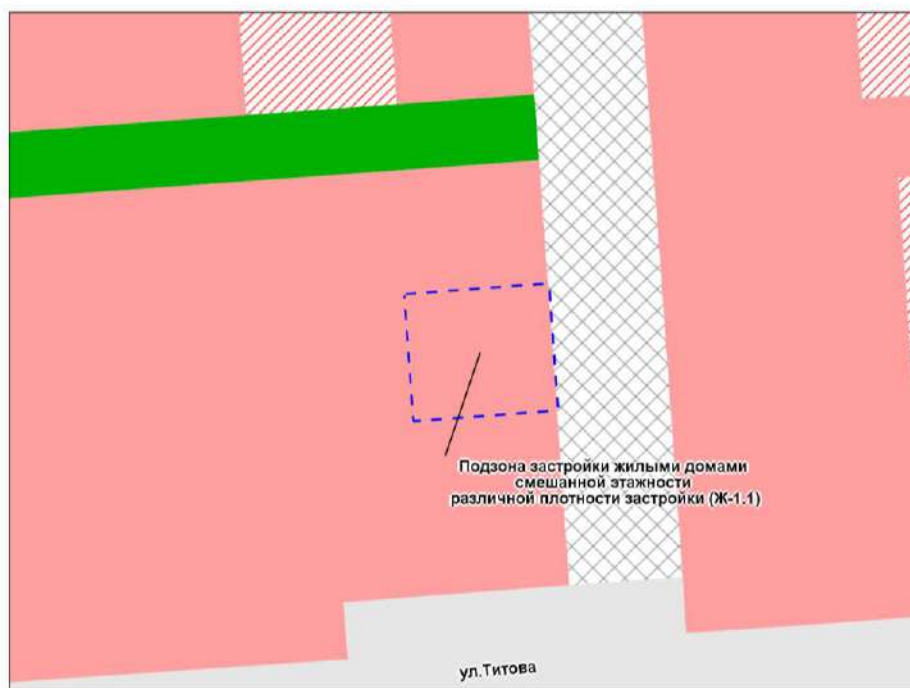 Подзона застройки жилыми домами
смешанной этажности
различной плотности застройки (Ж-1.1)
ул.Титова